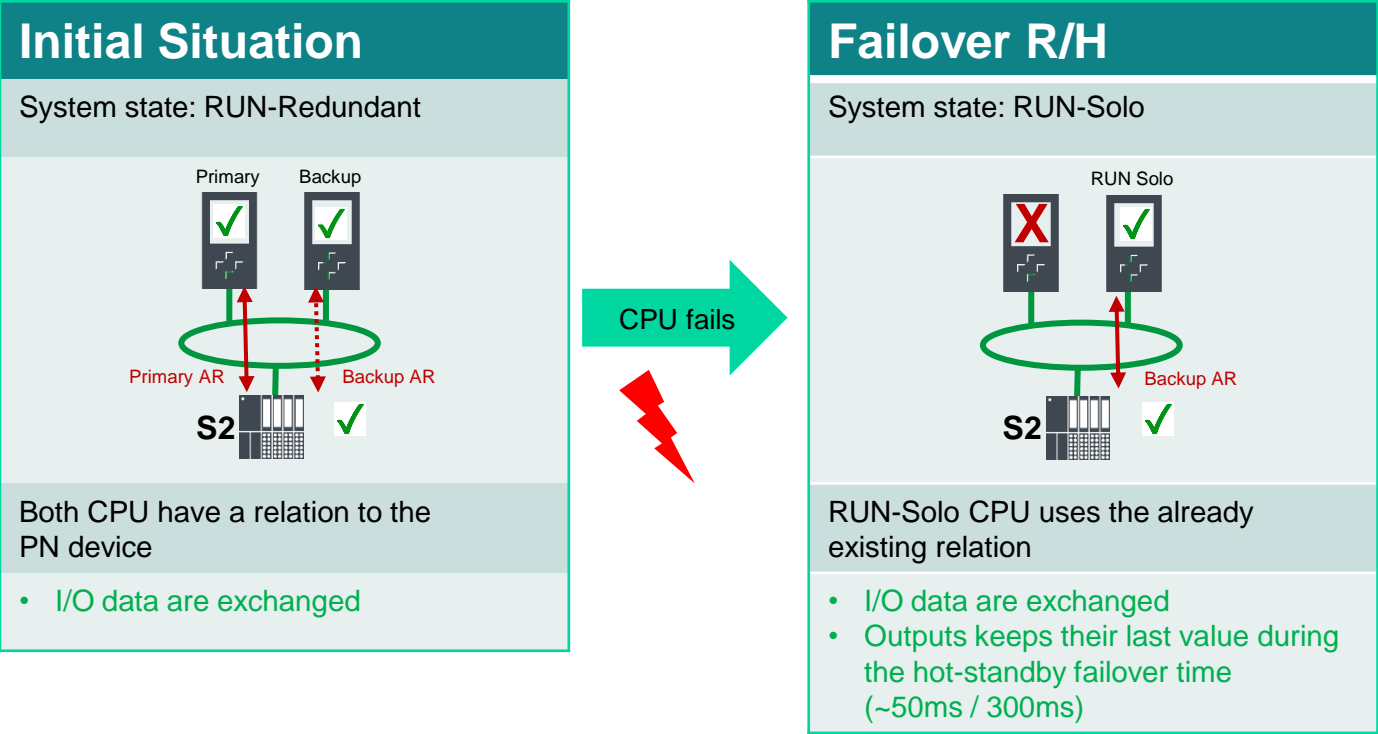 Initial Situation
System state: RUN-Redundant
Primary
Backup
Primary AR
Backup AR
S2
Both CPU have a relation to the
PN device
• I/O data are exchanged
CPU fails
Failover R/H
System state: RUN-Solo
RUN Solo
X
Backup AR
S2
RUN-Solo CPU uses the already
existing relation
• I/O data are exchanged
• Outputs keeps their last value during
the hot-standby failover time
(~50ms / 300ms)